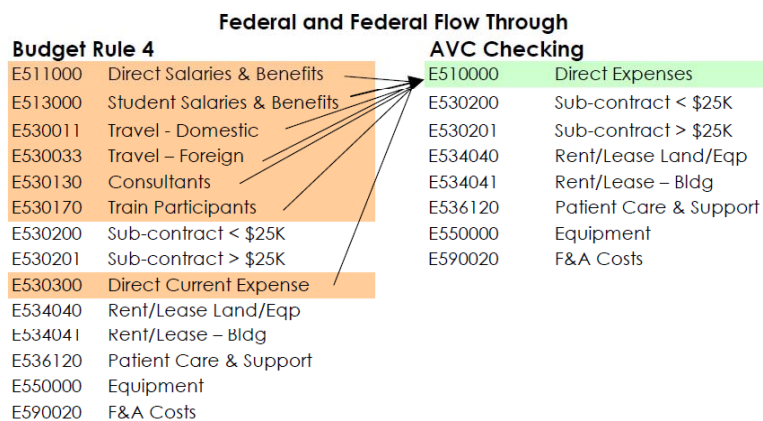 Federal and Federal Flow Through
Budget Rule 4
E511000 Direct Salaries & Benefits
E513000 Student Salaries & Benefits
E530011 Travel - Domestic
E530033 Travel – Foreign
E530130 Consultants
E530170 Train Participants
E530200 Sub-contract < $25K
E530201 Sub-contract > $25K
E530300 Direct Current Expense
E534040 Rent/Lease Land/Eqp
E534041 Rent/Lease – Bldg
E536120 Patient Care & Support
E550000 Equipment
E590020 F&A Costs
AVC Checking
E510000 Direct Expenses
E530200 Sub-contract < $25K
E530201 Sub-contract > $25K
E534040 Rent/Lease Land/Eqp
E534041 Rent/Lease – Bldg
E536120 Patient Care & Support
E550000 Equipment
E590020 F&A Costs